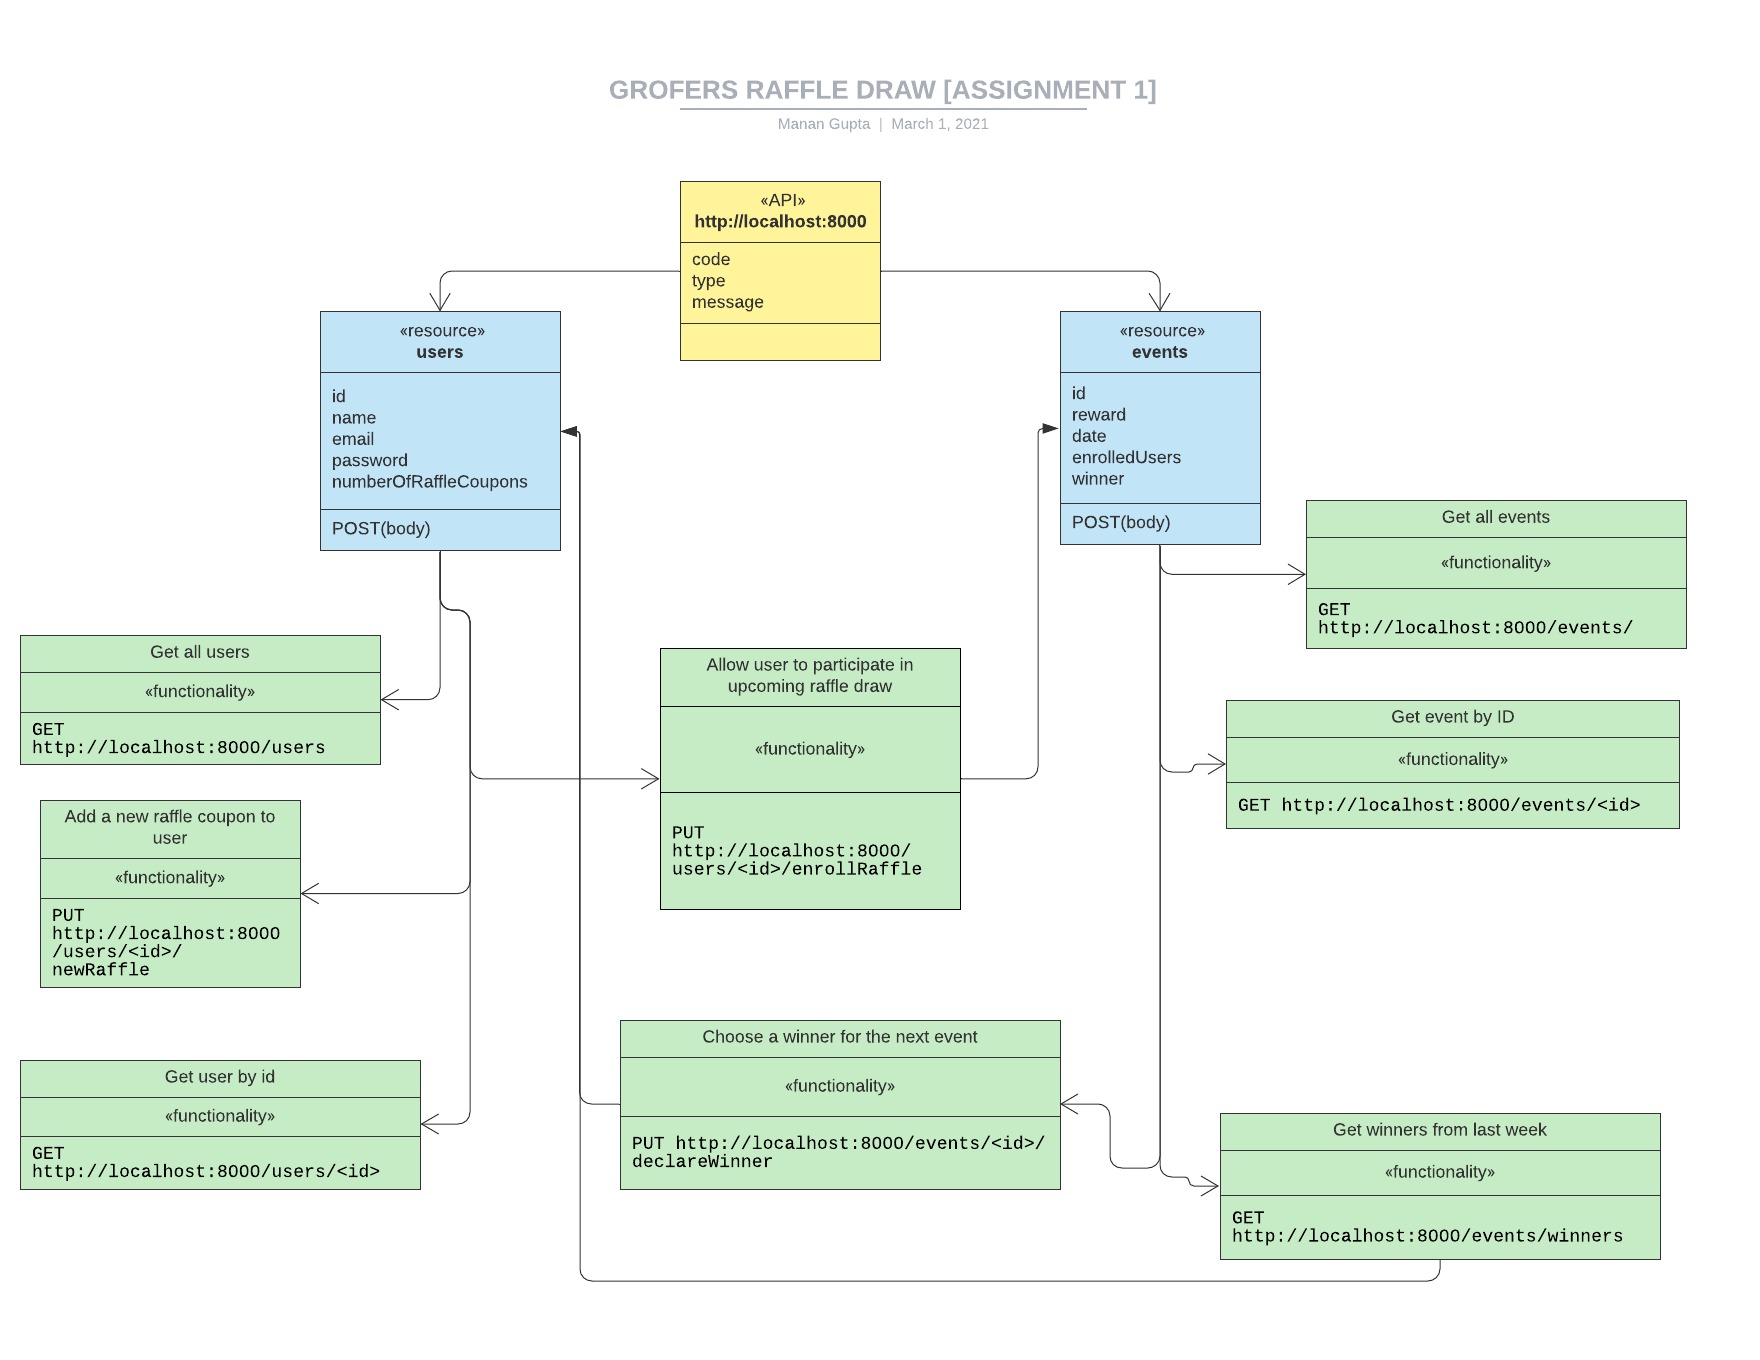 GROFERS RAFFLE DRAW [ASSIGNMENT 1]
Manan Gupta | March 1, 2021
«API»
http://localhost:8000
code
type
message
«resource»
users
id
name
email
password
numberOfRaffleCoupons
POST(body)
«resource»
events
id
reward
date
enrolledUsers
winner
POST(body)
Get all events
«functionality»
GET
http://localhost:8000/events/
Get all users
«functionality»
GET
http://localhost:8000/users
Allow user to participate in
upcoming raffle draw
«functionality»
PUT
http://localhost:8000/
users/<id>/enrollRaffle
Get event by ID
«functionality»
GET http://localhost:8000/events/<id>
Add a new raffle coupon to
user
«functionality»
PUT
http://localhost:8000
/users/<id>/
newRaffle
Choose a winner for the next event
«functionality»
PUT http://localhost:8000/events/<id>/
declareWinner
Get user by id
«functionality»
GET
http://localhost:8000/users/<id>
Get winners from last week
«functionality»
GET
http://localhost:8000/events/winners